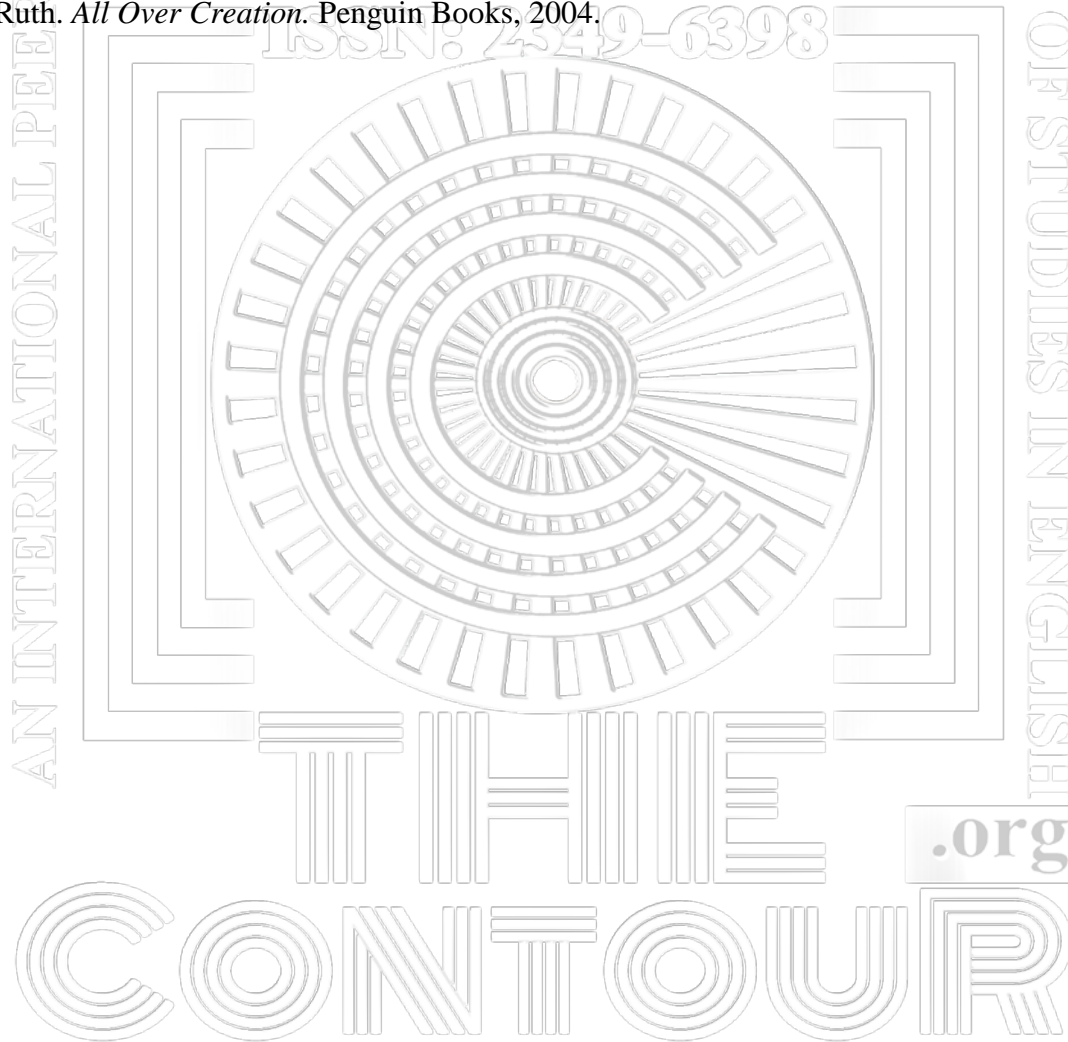 Ruth. All Over Creation. Penguin Books, 2004.
ISSN: 2349-6398
AN INTERNATIONAL PEE
OF STUDIES IN ENGLISH
THE
.org
CONTOUR